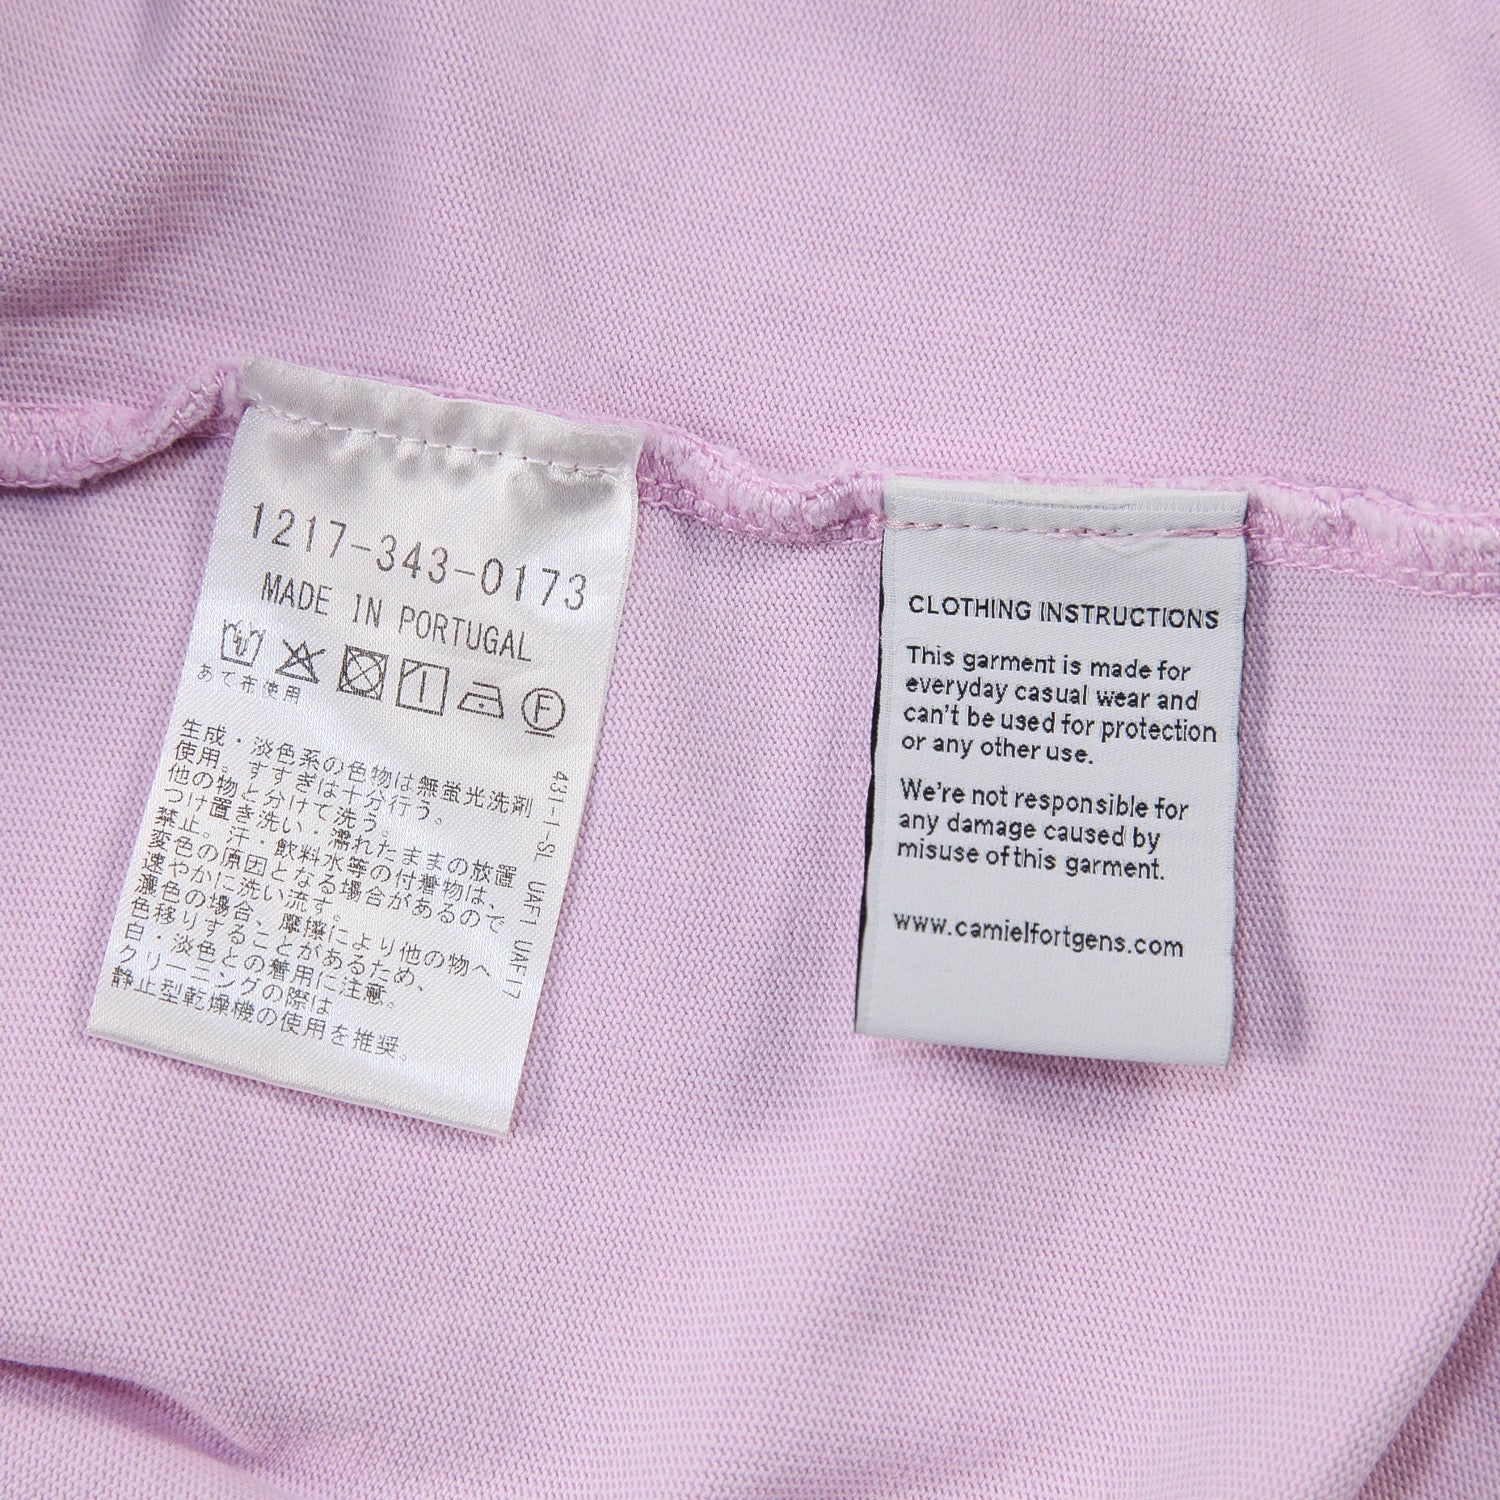 1217-343-0173
MADE IN PORTUGAL
F
あて布使用
生成・淡色系の色物は無蛍光洗剤
使用。すすぎは十分行う
他の物と分けて洗う。
つけ置き洗い・濡れたままの放置
禁止。汗・飲料水等の付着物は、
変色の原因となる場合があるので
速やかに洗い流す。
濃色の場合、摩擦により他の物へ
色移りすることがあるため、
白・淡色との着用に注意。
クリーニングの際は
静止型乾燥機の使用を推奨。
431-1-SL UAF1 UAF17
CLOTHING INSTRUCTIONS
This garment is made for
everyday casual wear and
can't be used for protection
or any other use.
We're not responsible for
any damage caused by
misuse of this garment.
www.camielfortgens.com